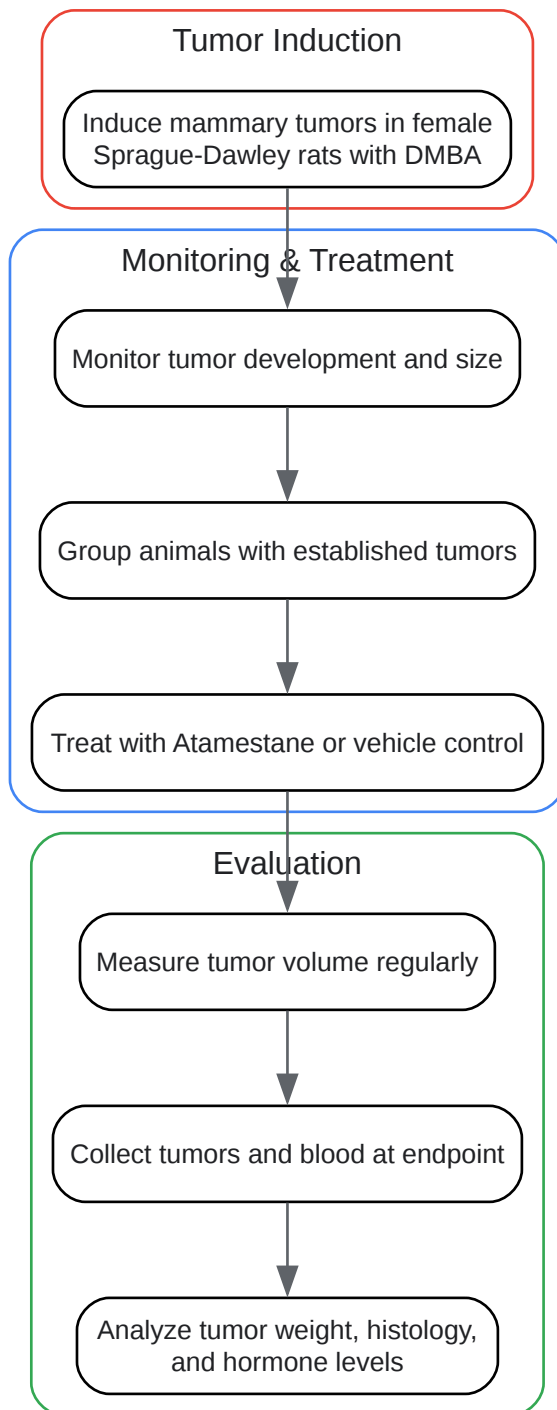 Tumor Induction
Induce mammary tumors in female
Sprague-Dawley rats with DMBA
Monitoring & Treatment
Monitor tumor development and size
Group animals with established tumors
Treat with Atamestane or vehicle control
Evaluation
Measure tumor volume regularly
Collect tumors and blood at endpoint
Analyze tumor weight, histology,
and hormone levels